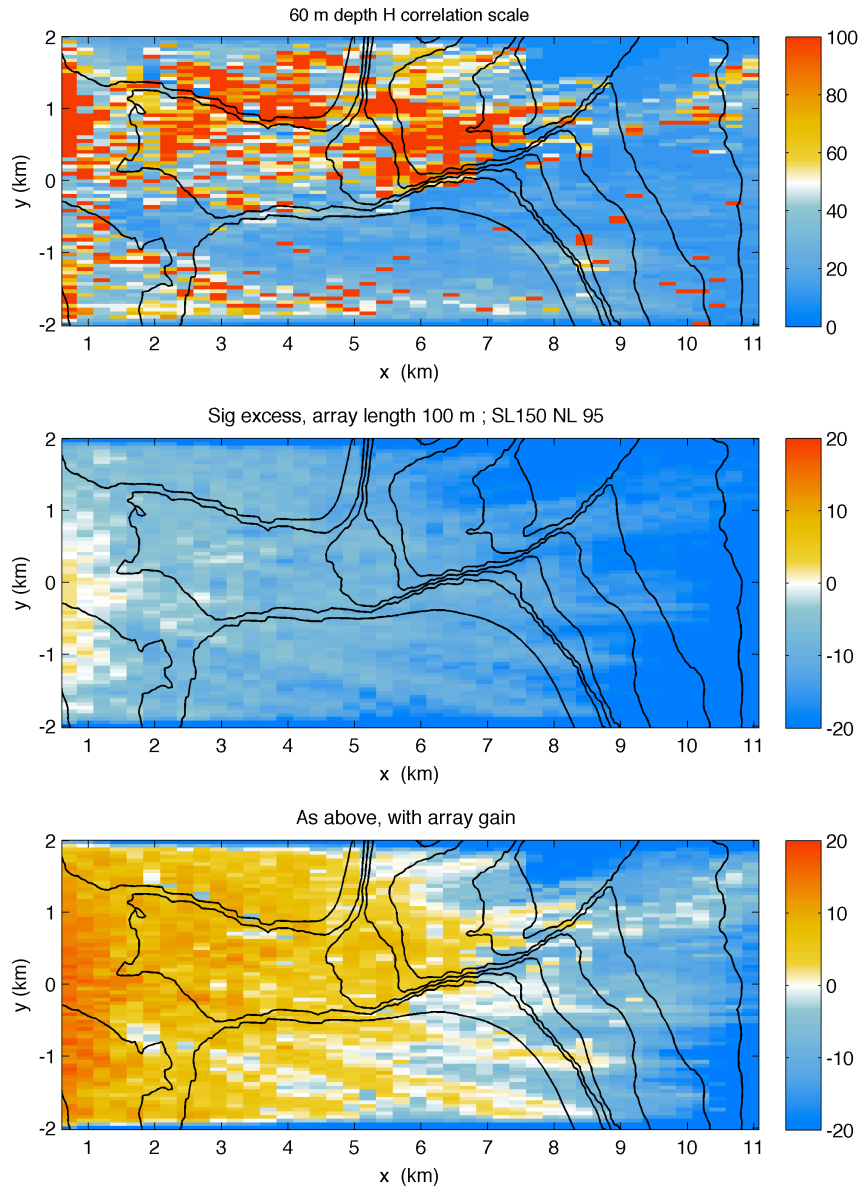 60 m depth H correlation scale
2
1
0
-1
-2
y (km)
1 2 3 4 5 6 7 8 9 10 11
x (km)
100
80
60
40
20
0
Sig excess, array length 100 m ; SL150 NL 95
2
1
0
-1
-2
y (km)
1 2 3 4 5 6 7 8 9 10 11
x (km)
20
10
0
-10
-20
As above, with array gain
2
1
0
-1
-2
y (km)
1 2 3 4 5 6 7 8 9 10 11
x (km)
20
10
0
-10
-20